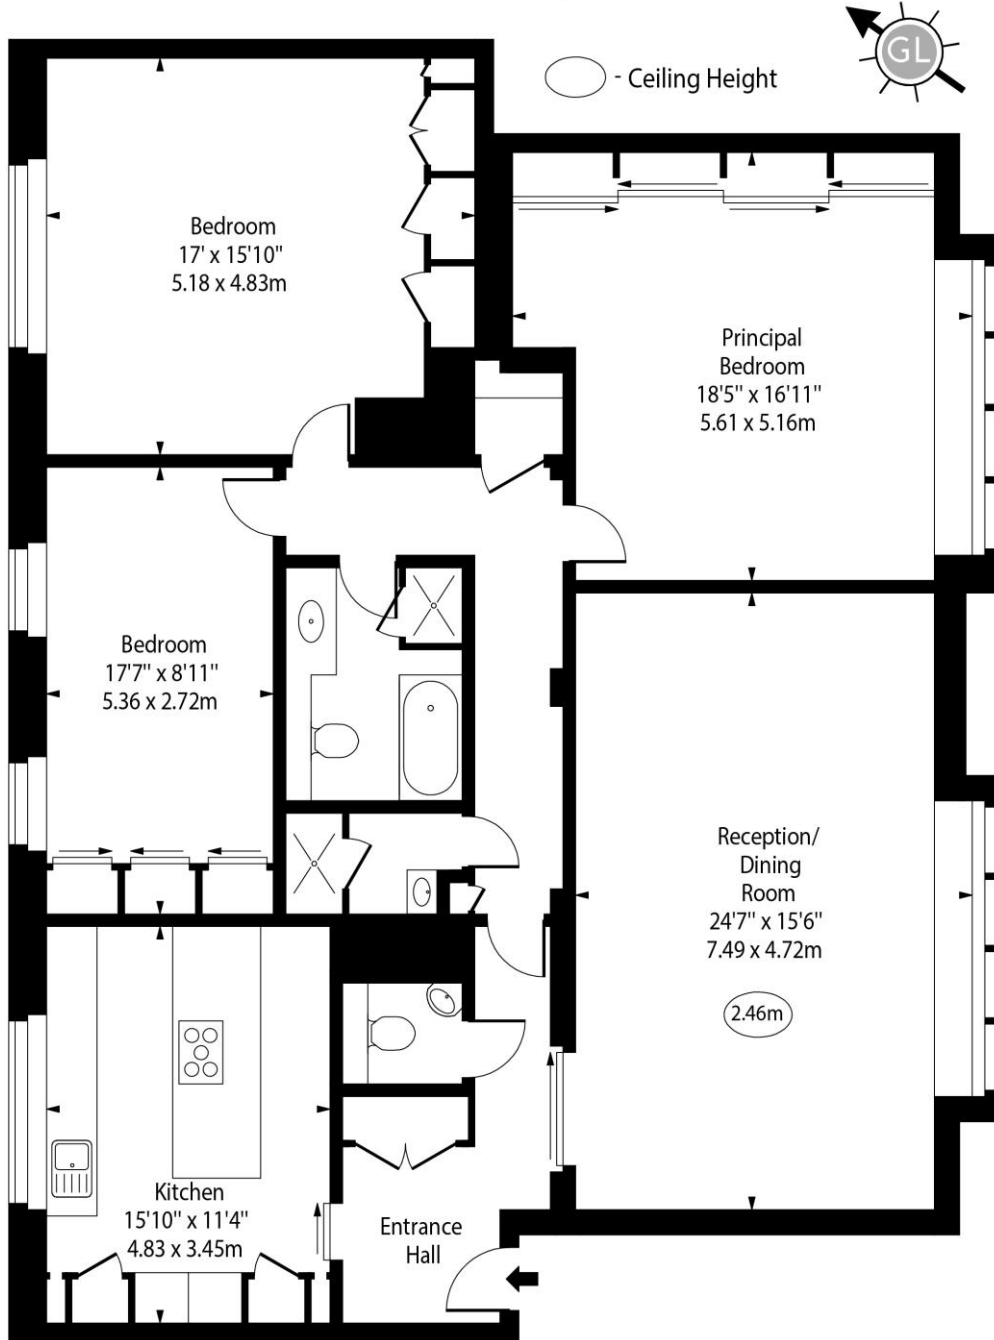 GL
- Ceiling Height
Bedroom
17' x 15'10"
5.18 x 4.83m
Principal
Bedroom
18'5" x 16'11"
5.61 x 5.16m
Bedroom
17'7" x 8'11"
5.36 x 2.72m
Reception/
Dining
Room
24'7" x 15'6"
7.49 x 4.72m
2.46m
Kitchen
15'10" x 11'4"
4.83 x 3.45m
Entrance
Hall